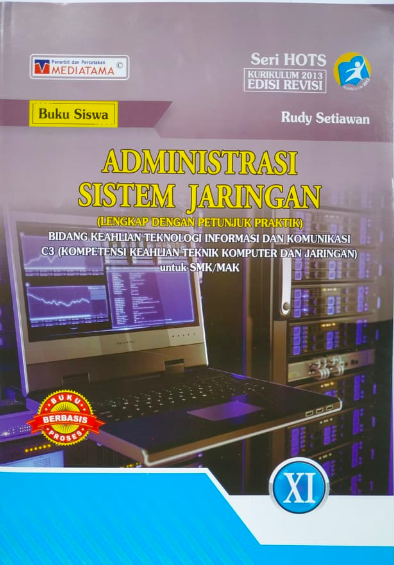 Penerbit dan Percetakan
MEDIATAMA ©
Seri HOTS
KURIKULUM 2013
EDISI REVISI
Buku Siswa
Rudy Setiawan
ADMINISTRASI
SISTEM JARINGAN
(LENGKAP DENGAN PETUNJUK PRAKTIK)
BIDANG KEAHLIAN TEKNOLOGI INFORMASI DAN KOMUNIKASI
C3 (KOMPETENSI KEAHLIAN TEKNIK KOMPUTER DAN JARINGAN)
untuk SMK/MAK
BUKU
BERBASIS
PROSES
XI